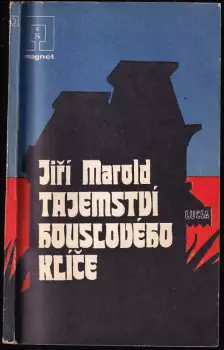 magnet
Jiří Marold
TAJEMSTVÍ
HOUSLOVÉHO
KLÍČE
LUCIA